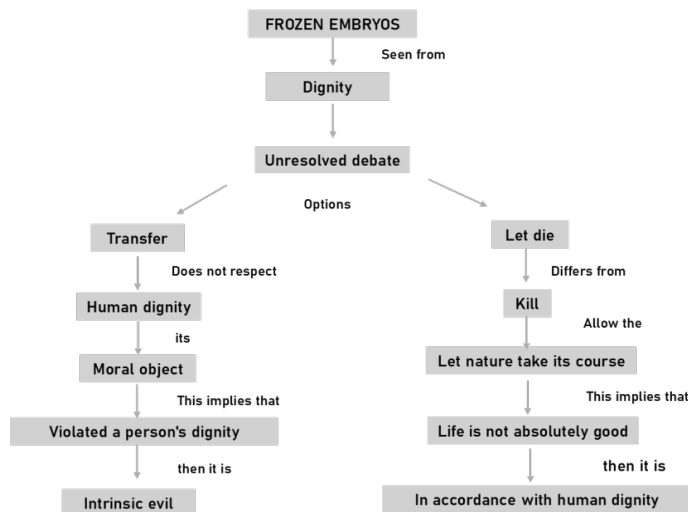 FROZEN EMBRYOS
Seen from
Dignity
Unresolved debate
Options
Transfer
Does not respect
Human dignity
its
Moral object
This implies that
Violated a person's dignity
then it is
Intrinsic evil
Let die
Differs from
Kill
Allow the
Let nature take its course
This implies that
Life is not absolutely good
then it is
In accordance with human dignity